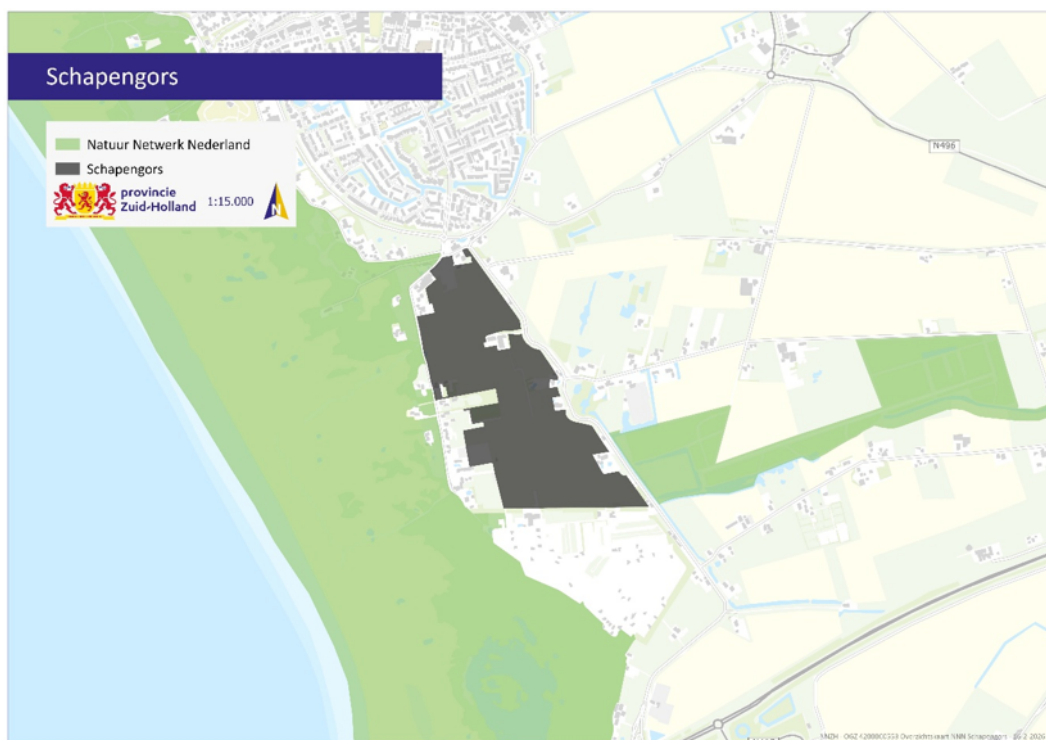 Schapengors
Natuur Netwerk Nederland
Schapengors
provincie
Zuid-Holland
1:15.000
N
N496